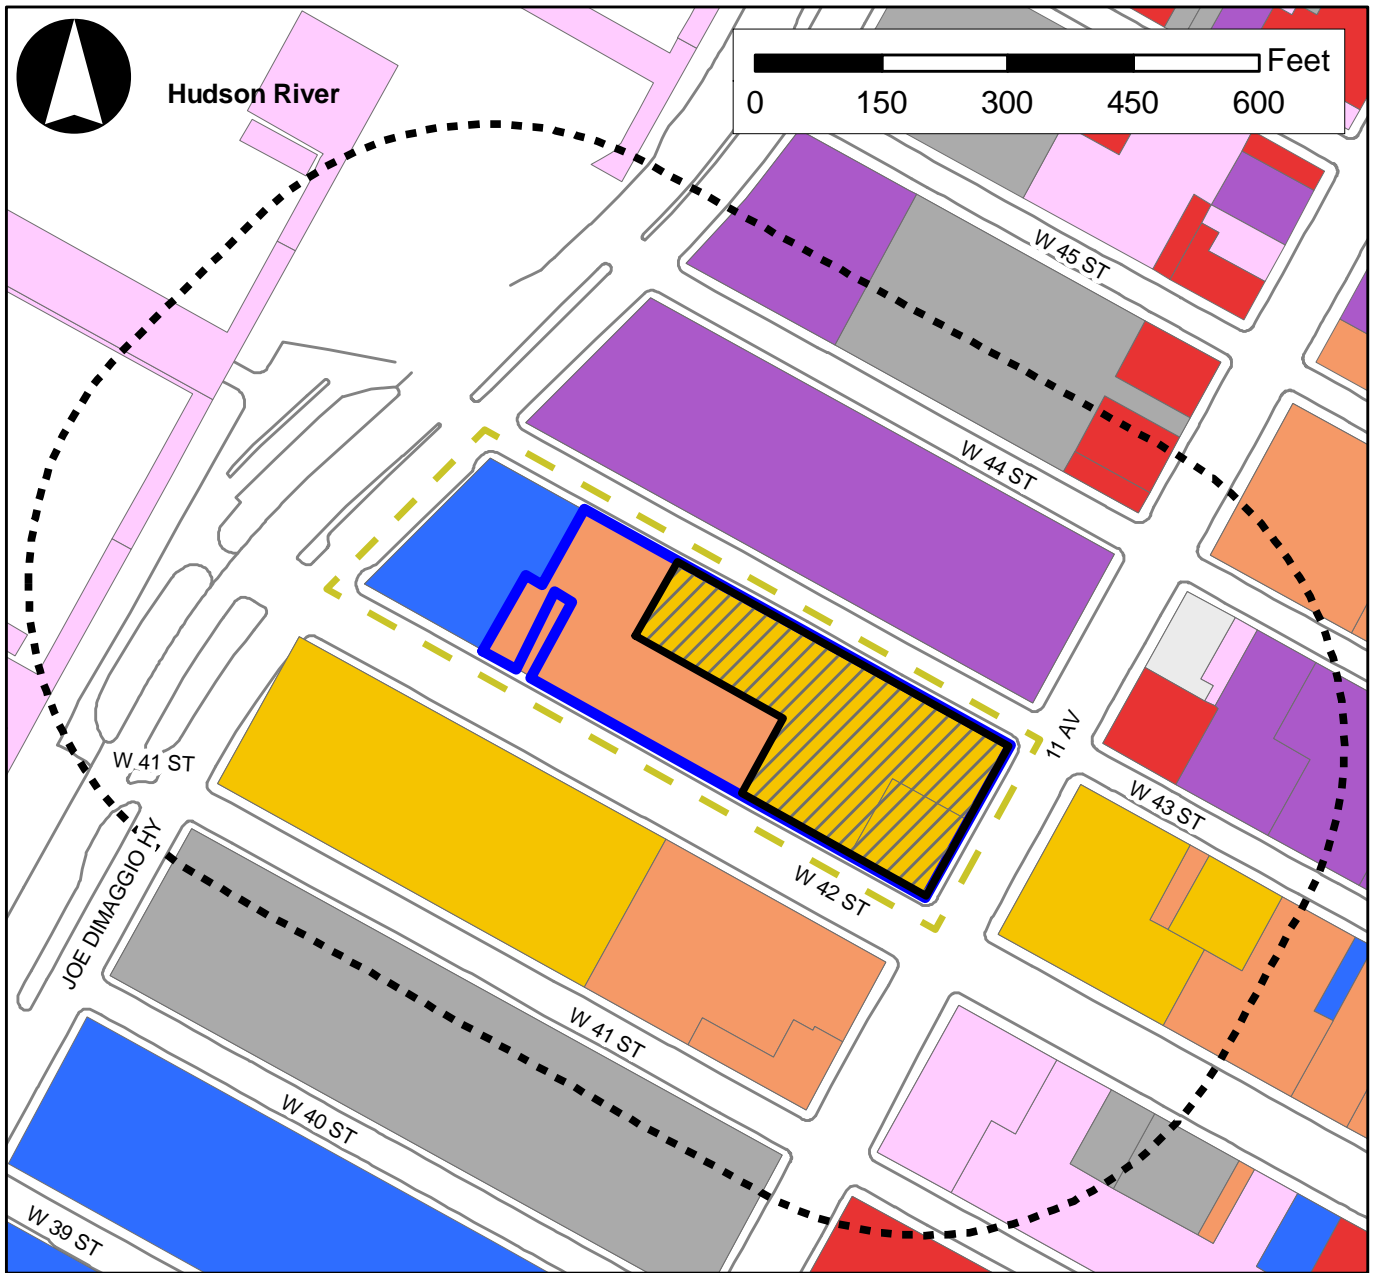 Hudson River
Feet
0 150 300 450 600
W 45 ST
W 44 ST
11 AV
W 43 ST
W 41 ST
W 42 ST
JOE DIMAGGIO HY
W 41 ST
W 40 ST
W 39 ST